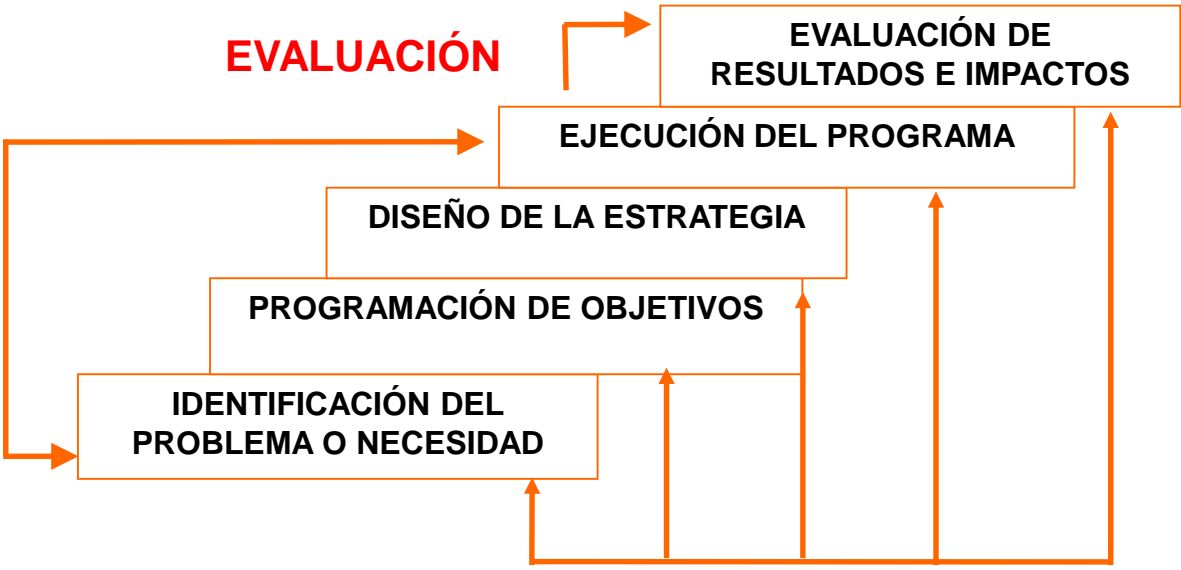 EVALUACIÓN
EVALUACIÓN DE
RESULTADOS E IMPACTOS
EJECUCIÓN DEL PROGRAMA
DISEÑO DE LA ESTRATEGIA
PROGRAMACIÓN DE OBJETIVOS
IDENTIFICACIÓN DEL
PROBLEMA O NECESIDAD